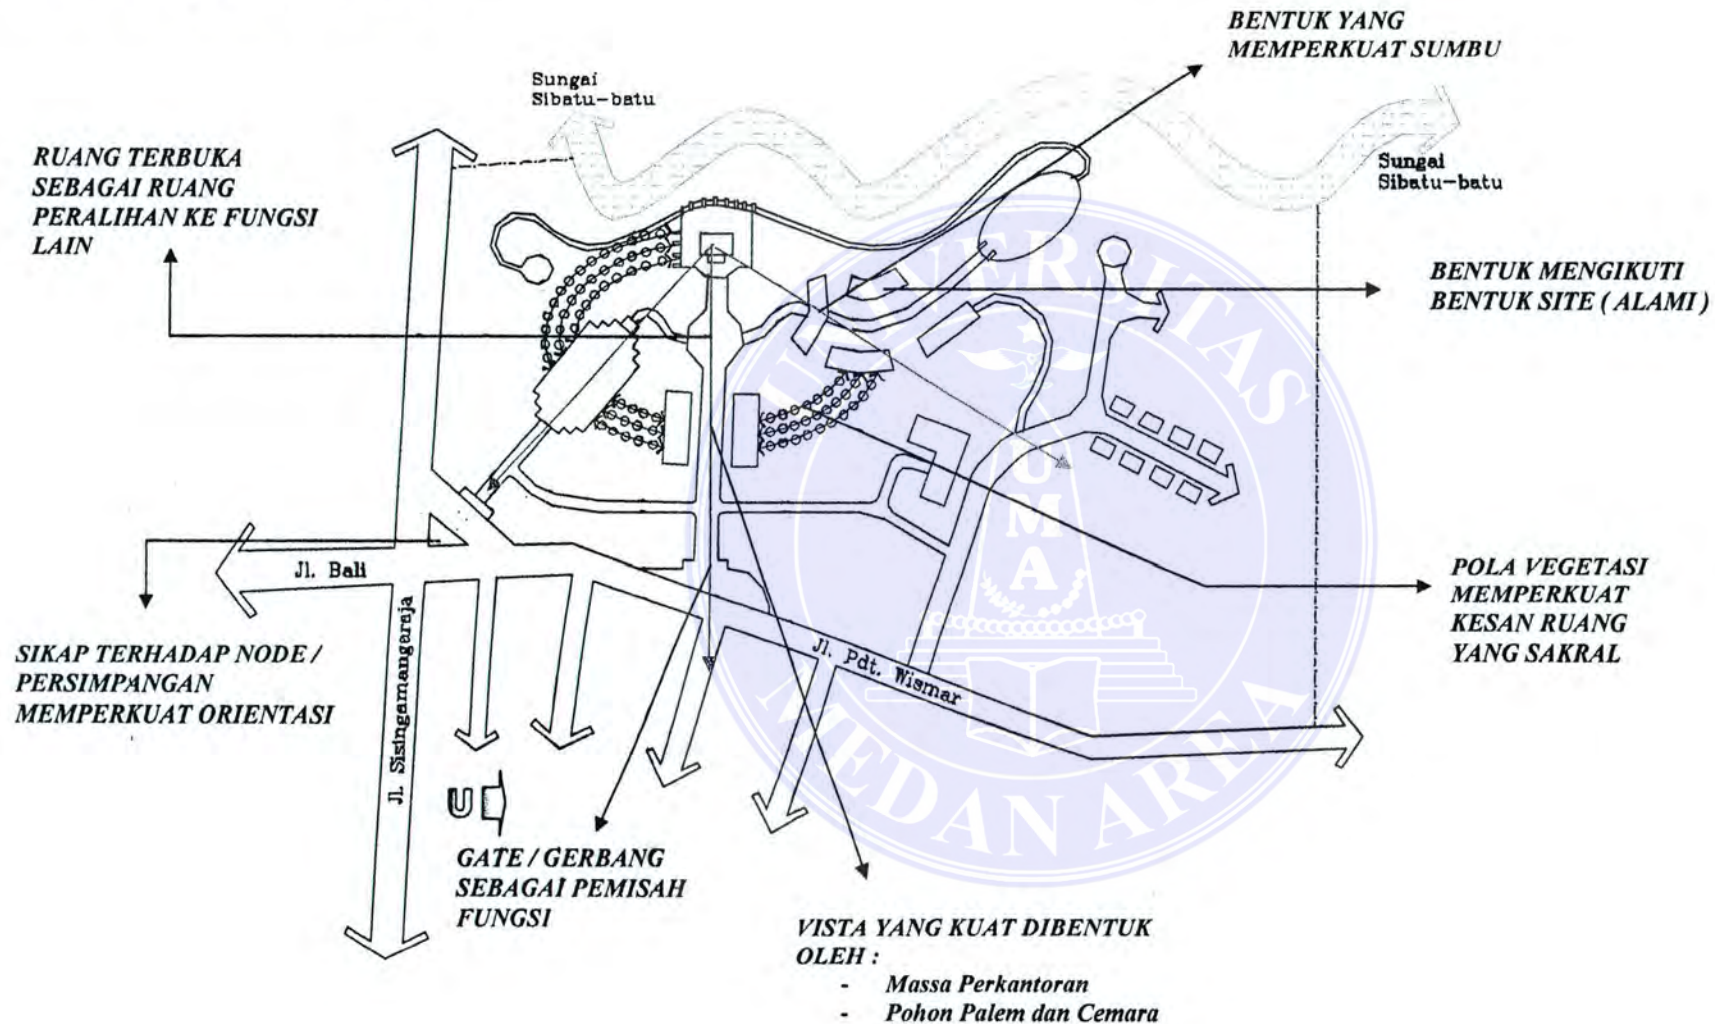 BENTUK YANG
MEMPERKUAT SUMBU
Sungai
Sibatu-batu
RUANG TERBUKA
SEBAGAI RUANG
PERALIHAN KE FUNGSI
LAIN
Sungai
Sibatu-batu
BENTUK MENGIKUTI
BENTUK SITE ( ALAMI )
UNIVERSITAS
UMA
MEDAN AREA
Jl. Bali
POLA VEGETASI
MEMPERKUAT
KESAN RUANG
YANG SAKRAL
SIKAP TERHADAP NODE /
PERSIMPANGAN
MEMPERKUAT ORIENTASI
Jl. Sisingamangaraja
Jl. Pdt. Wismar
U
GATE / GERBANG
SEBAGAI PEMISAH
FUNGSI
VISTA YANG KUAT DIBENTUK
OLEH :
- Massa Perkantoran
- Pohon Palem dan Cemara